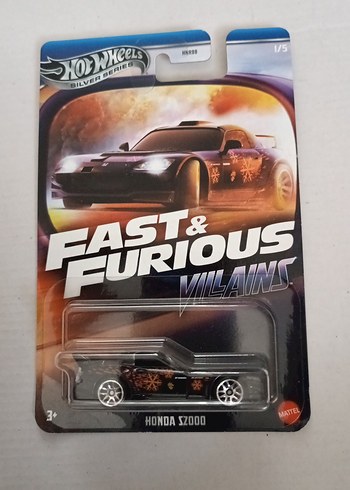 HOT WHEELS
SILVER SERIES
1/5
FAST &
FURIOUS
VILLAINS
3+
HONDA S2000
MATTEL